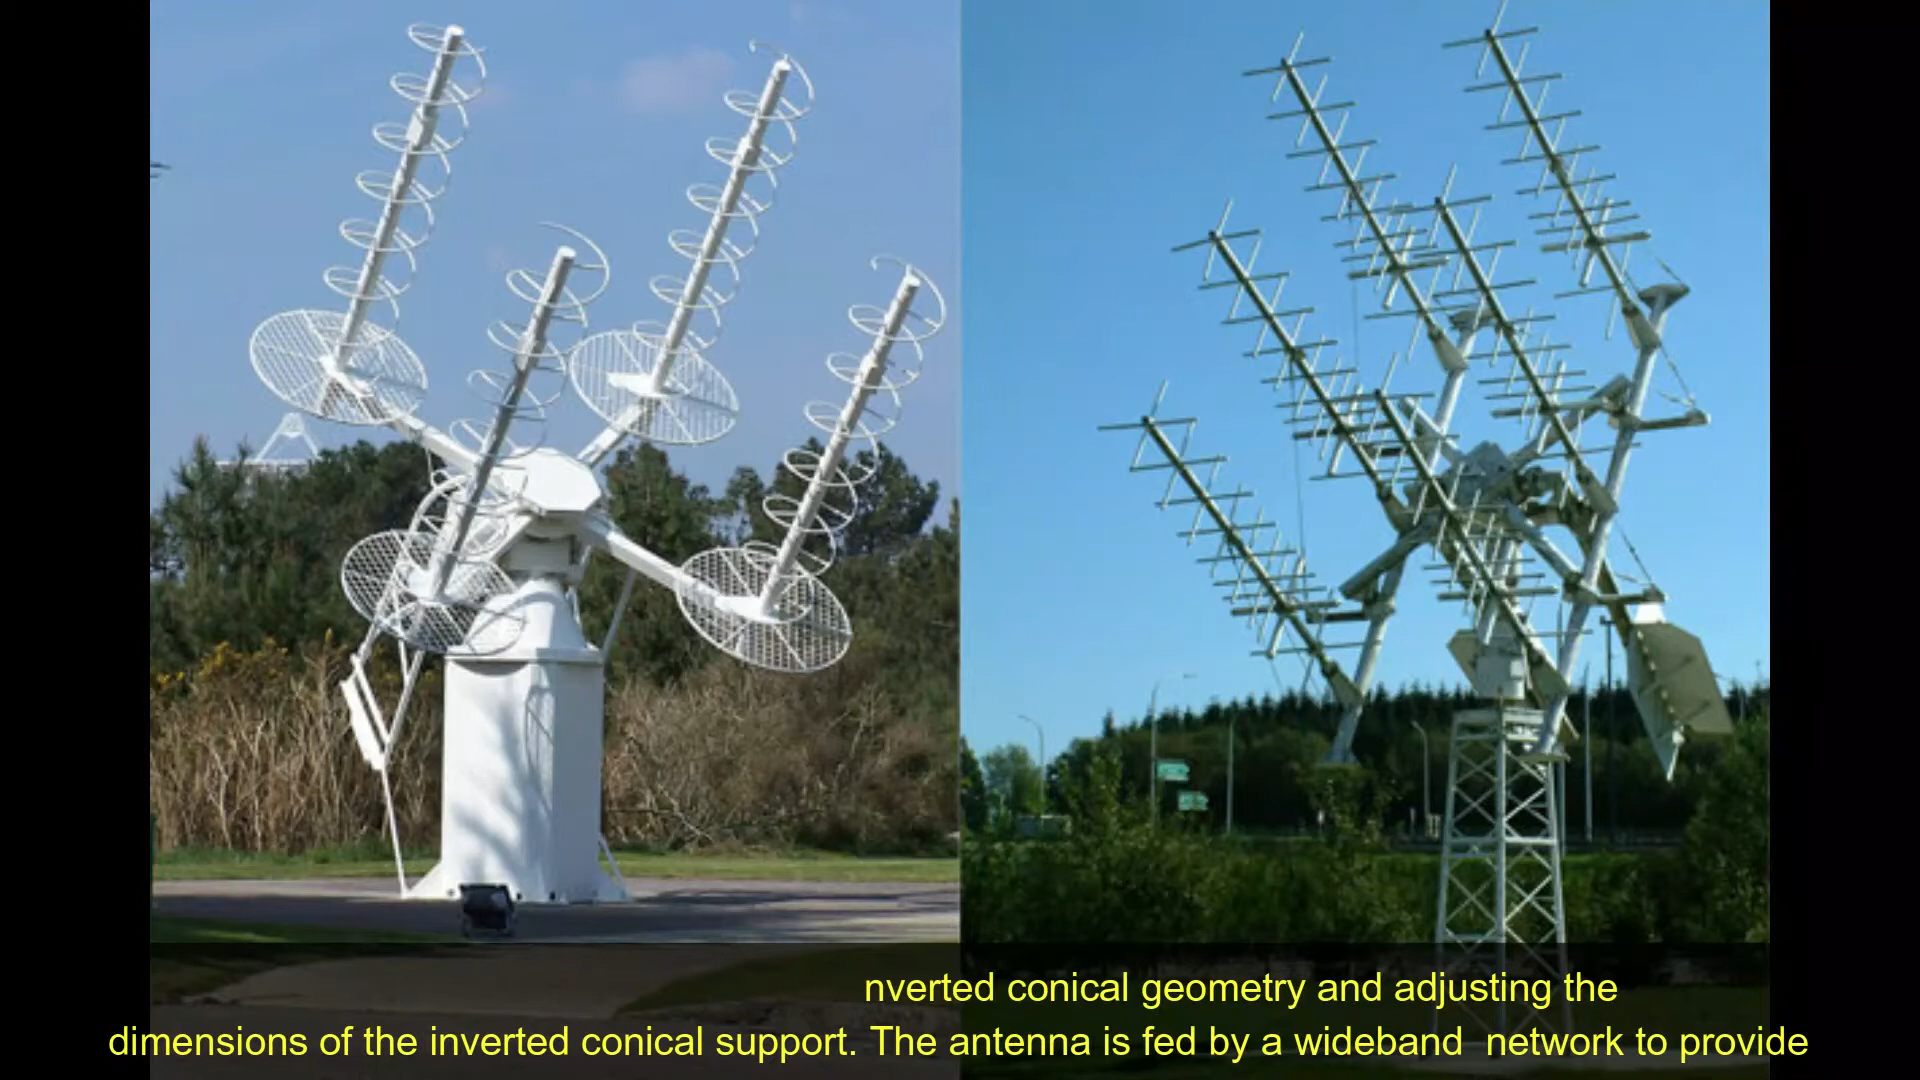 nverted conical geometry and adjusting the
dimensions of the inverted conical support. The antenna is fed by a wideband  network to provide